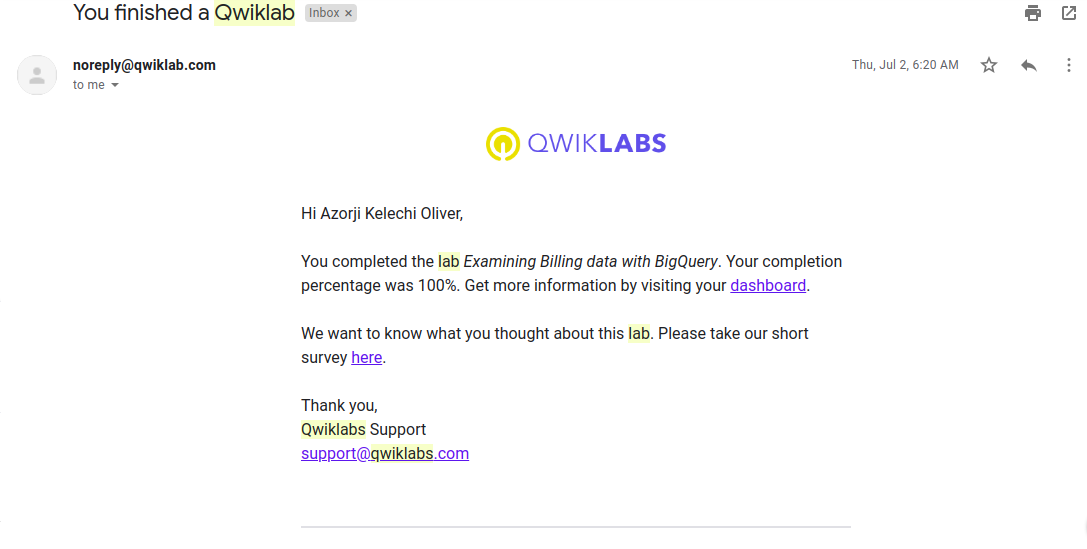 You finished a Qwiklab Inbox ×
noreply@qwiklab.com
Thu, Jul 2, 6:20 AM
to me
QWIKLABS
Hi Azorji Kelechi Oliver,
You completed the lab Examining Billing data with BigQuery. Your completion
percentage was 100%. Get more information by visiting your dashboard.
We want to know what you thought about this lab. Please take our short
survey here.
Thank you,
Qwiklabs Support
support@qwiklabs.com